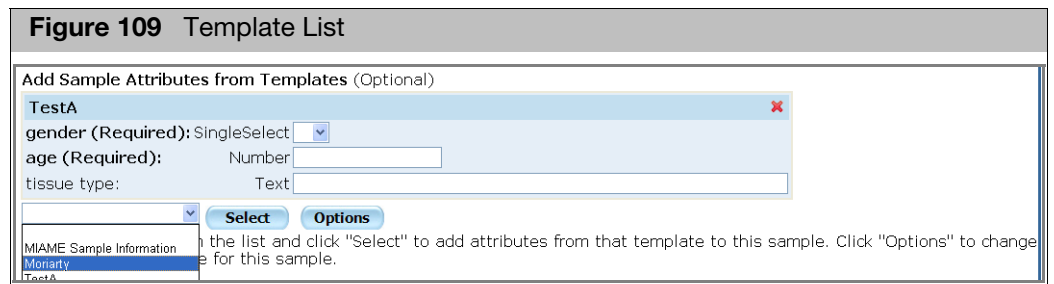 Figure 109 Template List
Add Sample Attributes from Templates (Optional)
TestA
gender (Required): SingleSelect
age (Required): Number
tissue type: Text
Select Options
MIAME Sample Information
the list and click "Select" to add attributes from that template to this sample. Click "Options" to change
Moriarty
for this sample.
TestA